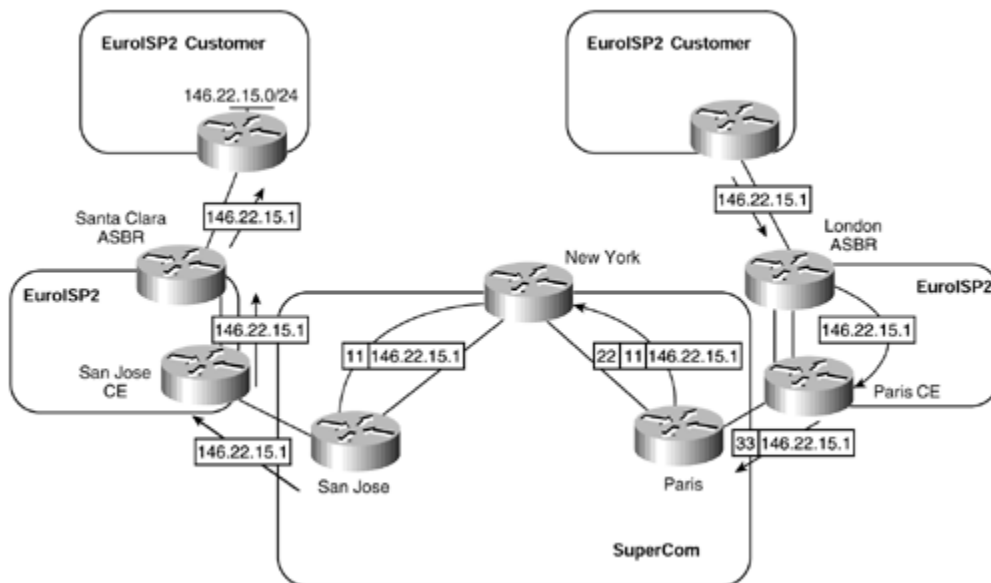 EuroISP2 Customer
146.22.15.0/24
EuroISP2 Customer
146.22.15.1
146.22.15.1
Santa Clara
ASBR
London
ASBR
New York
EuroISP2
EuroISP2
146.22.15.1
146.22.15.1
11 146.22.15.1
22 11 146.22.15.1
San Jose
CE
Paris CE
33 146.22.15.1
146.22.15.1
San Jose
Paris
SuperCom